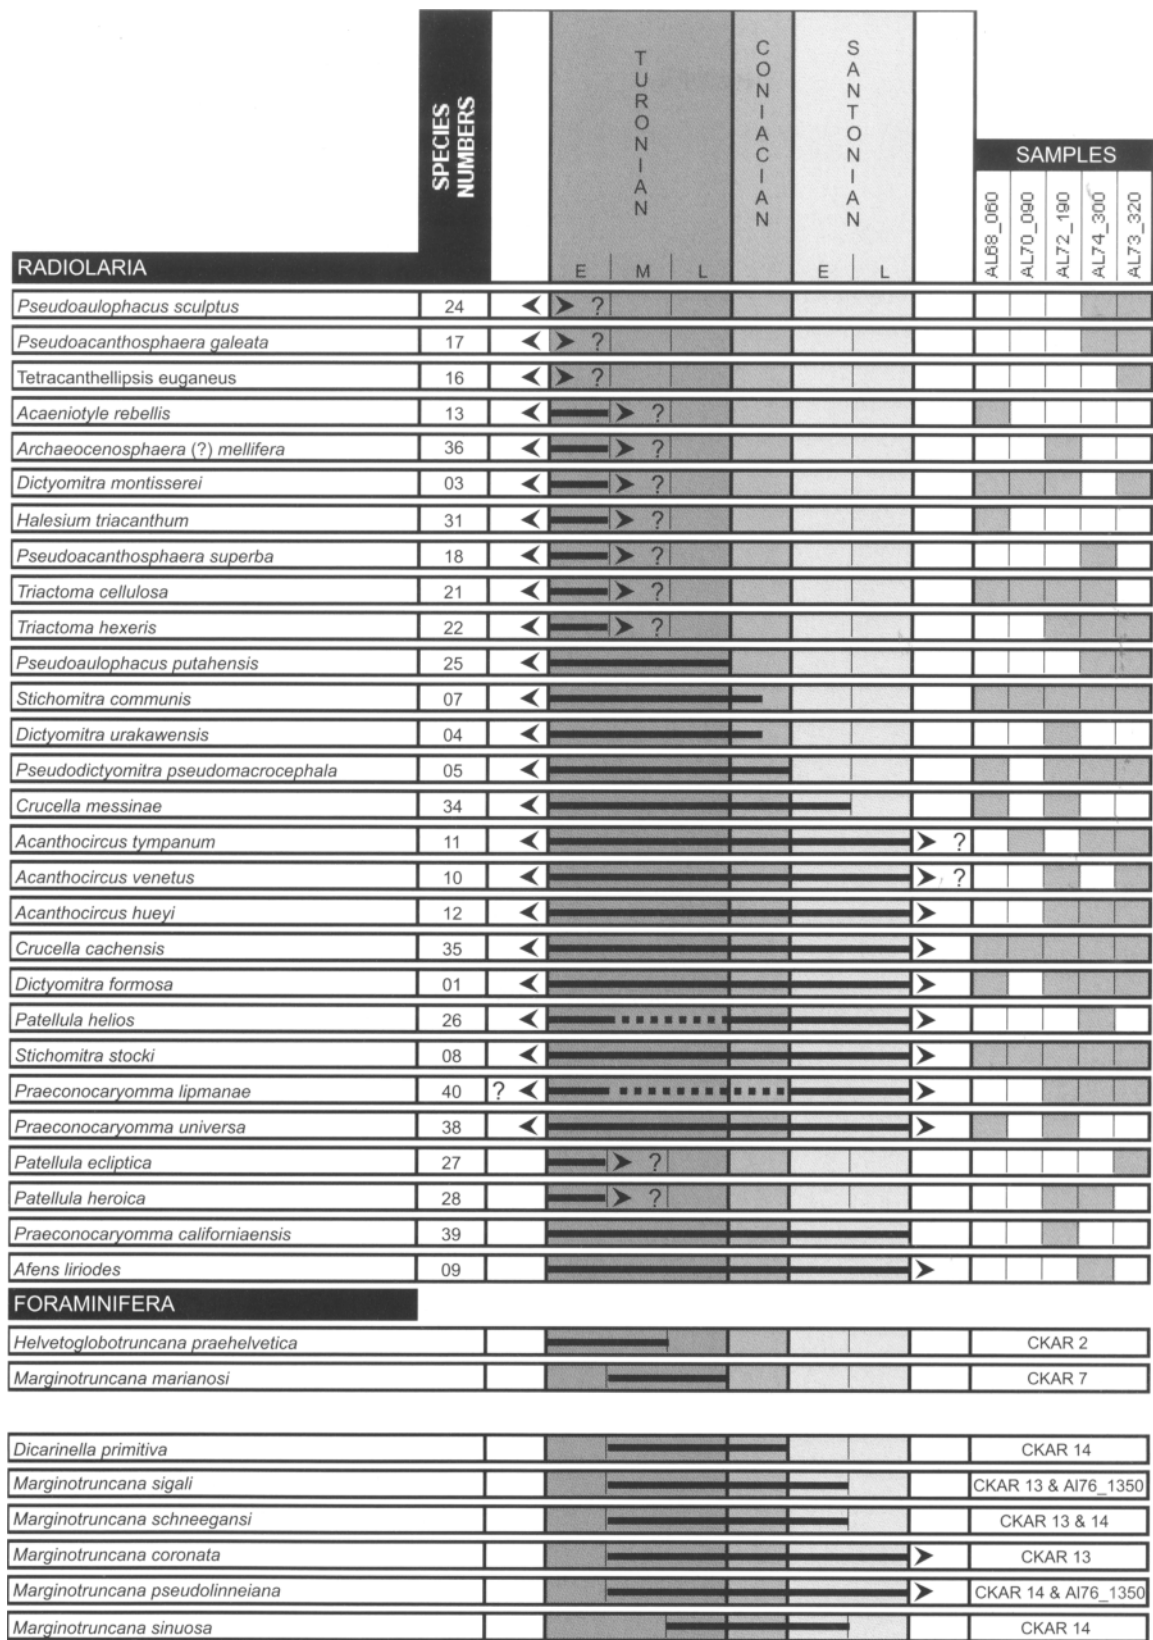 SPECIES
NUMBERS
TURONIAN
CONIACIAN
SANTONIAN
SAMPLES
AL68_060
AL70_090
AL72_190
AL74_300
AL73_320
RADIOLARIA
E M L E L
Pseudoaulophacus sculptus 24 ?
Pseudoacanthosphaera galeata 17 ?
Tetracanthellipsis euganeus 16 ?
Acaeniotyle rebellis 13 ?
Archaeocenosphaera (?) mellifera 36 ?
Dictyomitra montisserei 03 ?
Halesium triacanthum 31 ?
Pseudoacanthosphaera superba 18 ?
Triactoma cellulosa 21 ?
Triactoma hexeris 22 ?
Pseudoaulophacus putahensis 25
Stichomitra communis 07
Dictyomitra urakawensis 04
Pseudodictyomitra pseudomacrocephala 05
Crucella messinae 34
Acanthocircus tympanum 11 ?
Acanthocircus venetus 10 ?
Acanthocircus hueyi 12
Crucella cachensis 35
Dictyomitra formosa 01
Patellula helios 26
Stichomitra stocki 08
Praeconocaryomma lipmanae 40 ?
Praeconocaryomma universa 38
Patellula ecliptica 27 ?
Patellula heroica 28 ?
Praeconocaryomma californiaensis 39
Afens liriodes 09
FORAMINIFERA
Helvetoglobotruncana praehelvetica CKAR 2
Marginotruncana marianosi CKAR 7
Dicarinella primitiva CKAR 14
Marginotruncana sigali CKAR 13 & AI76_1350
Marginotruncana schneegansi CKAR 13 & 14
Marginotruncana coronata CKAR 13
Marginotruncana pseudolinneiana CKAR 14 & AI76_1350
Marginotruncana sinuosa CKAR 14